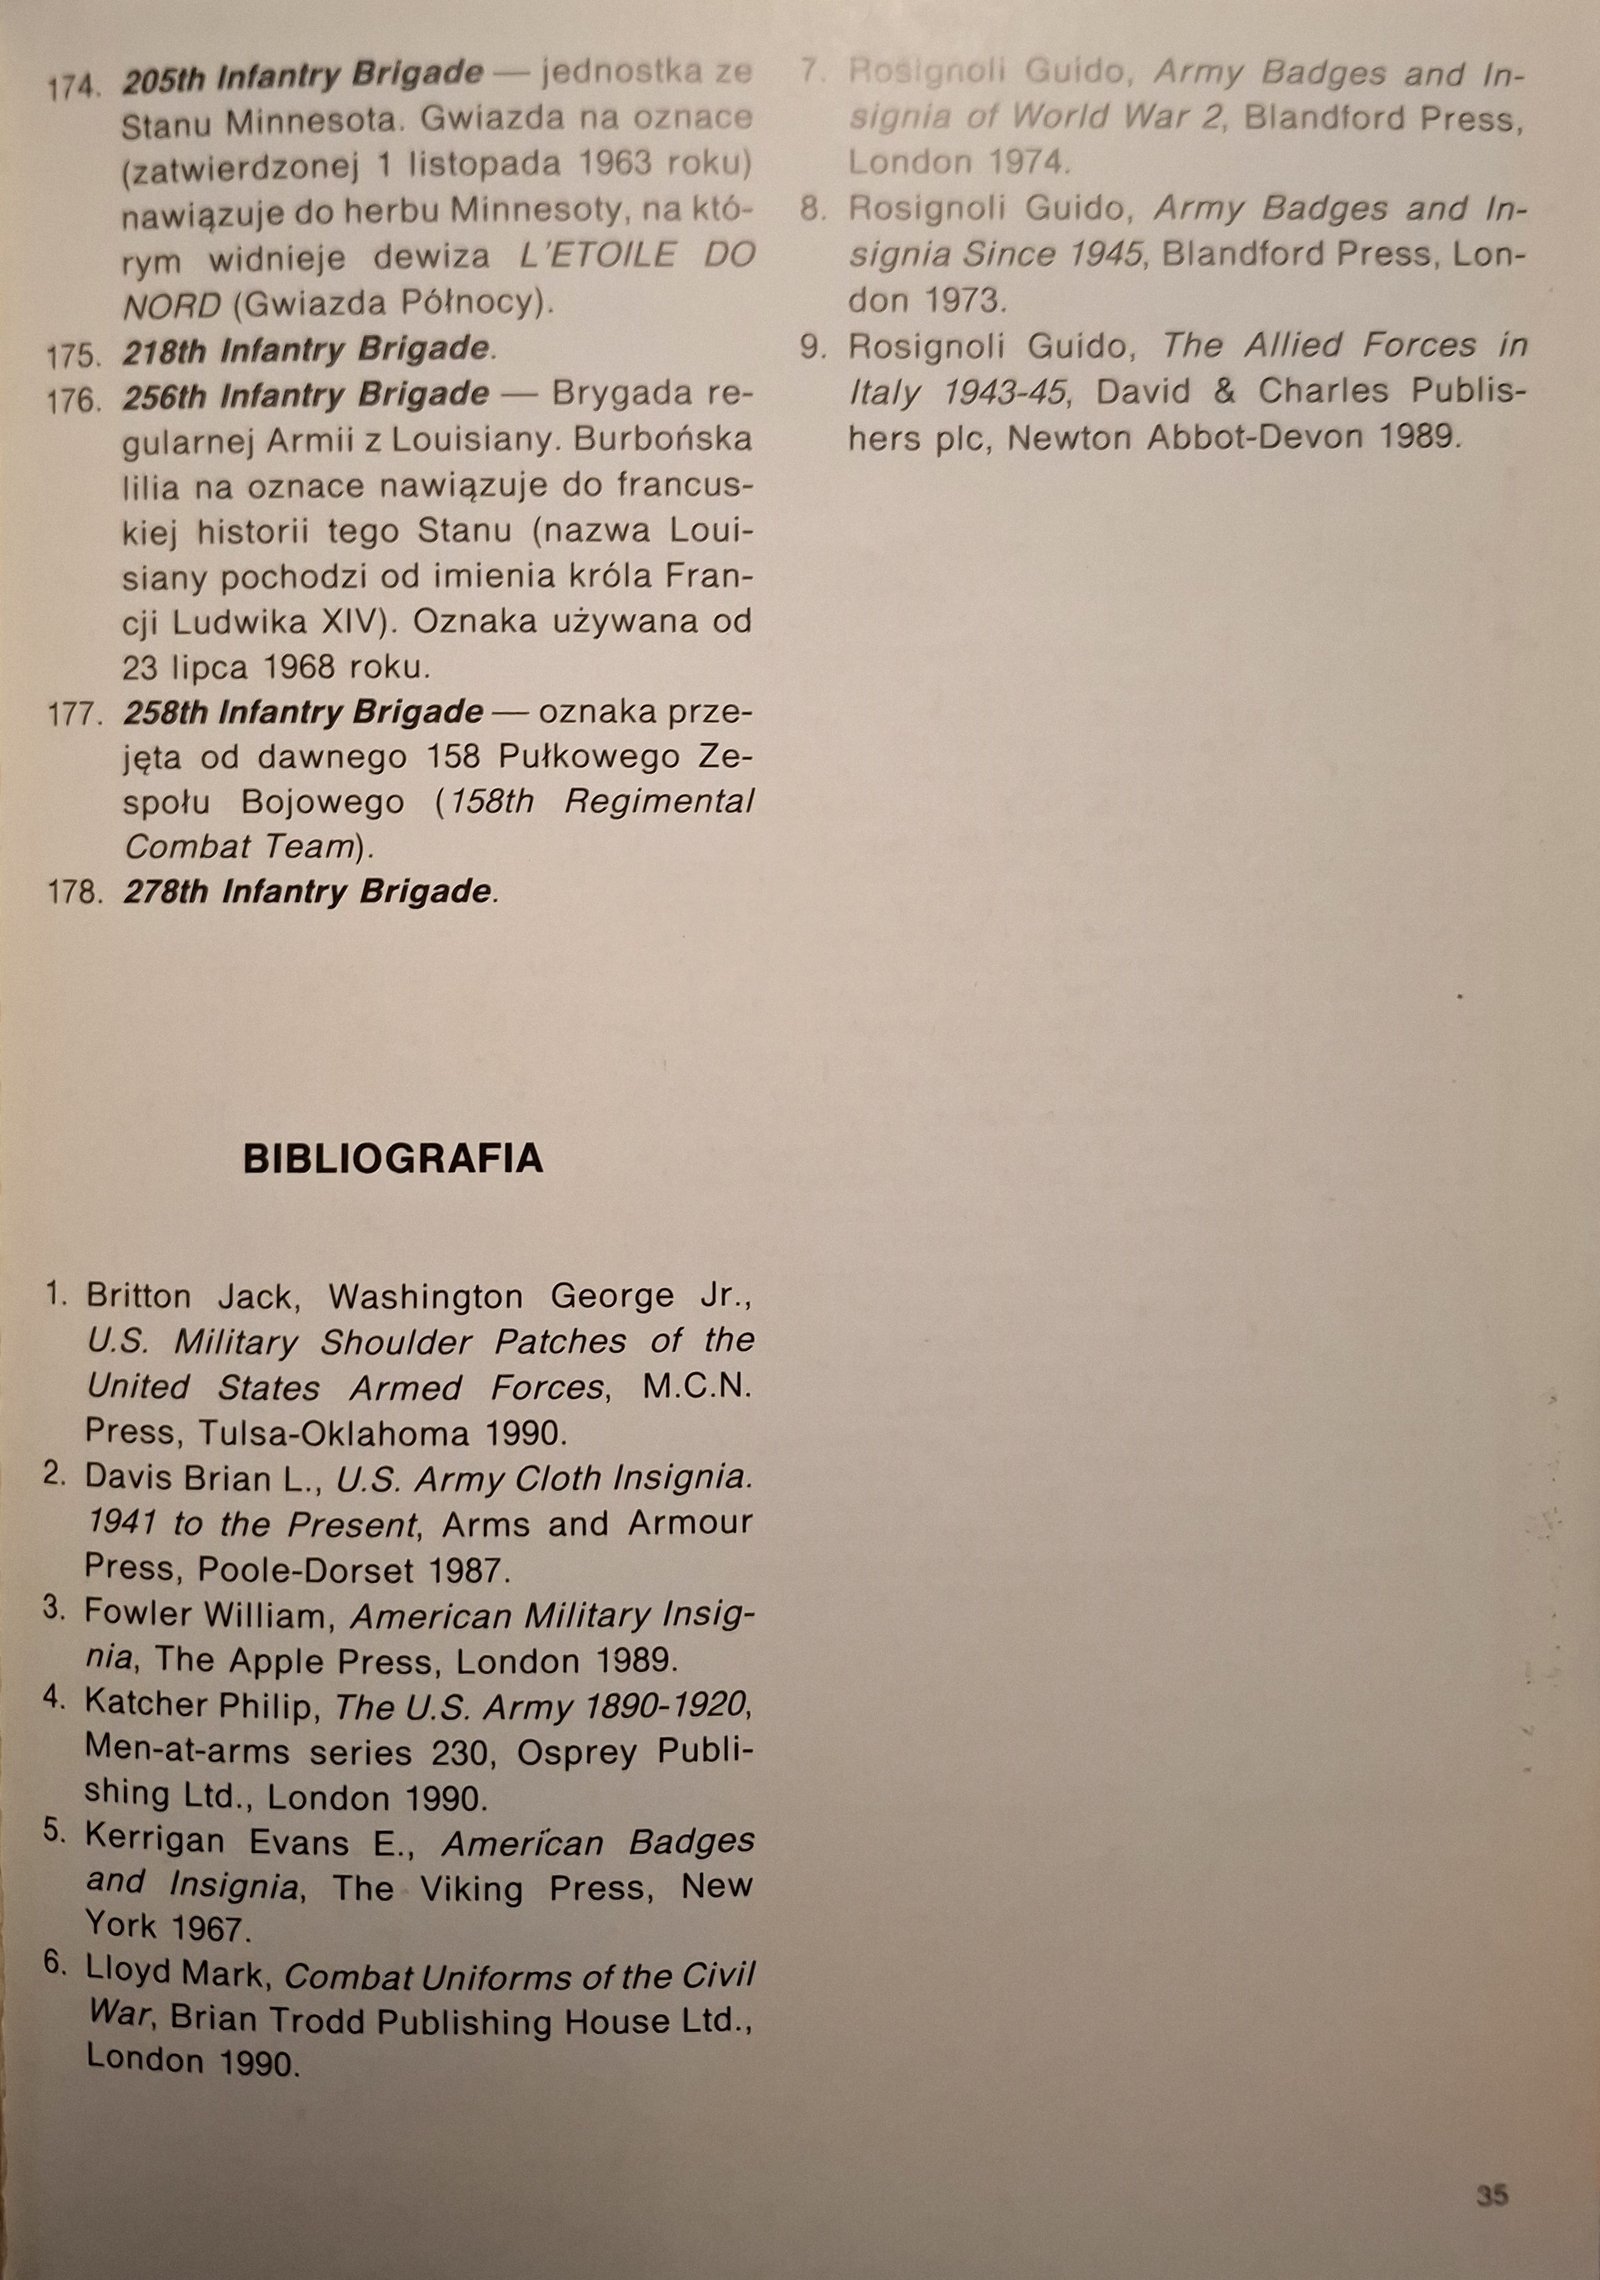 174. 205th Infantry Brigade — jednostka ze
Stanu Minnesota. Gwiazda na oznace
(zatwierdzonej 1 listopada 1963 roku)
nawiązuje do herbu Minnesoty, na któ-
rym widnieje dewiza L'ETOILE DO
NORD (Gwiazda Północy).
175. 218th Infantry Brigade.
176. 256th Infantry Brigade — Brygada re-
gularnej Armii z Louisiany. Burbońska
lilia na oznace nawiązuje do francus-
kiej historii tego Stanu (nazwa Loui-
siany pochodzi od imienia króla Fran-
cji Ludwika XIV). Oznaka używana od
23 lipca 1968 roku.
177. 258th Infantry Brigade — oznaka prze-
jęta od dawnego 158 Pułkowego Ze-
społu Bojowego (158th Regimental
Combat Team).
178. 278th Infantry Brigade.
BIBLIOGRAFIA
1. Britton Jack, Washington George Jr.,
U.S. Military Shoulder Patches of the
United States Armed Forces, M.C.N.
Press, Tulsa-Oklahoma 1990.
2. Davis Brian L., U.S. Army Cloth Insignia.
1941 to the Present, Arms and Armour
Press, Poole-Dorset 1987.
3. Fowler William, American Military Insig-
nia, The Apple Press, London 1989.
4. Katcher Philip, The U.S. Army 1890-1920,
Men-at-arms series 230, Osprey Publi-
shing Ltd., London 1990.
5. Kerrigan Evans E., American Badges
and Insignia, The Viking Press, New
York 1967.
6. Lloyd Mark, Combat Uniforms of the Civil
War, Brian Trodd Publishing House Ltd.,
London 1990.
7. Rosignoli Guido, Army Badges and In-
signia of World War 2, Blandford Press,
London 1974.
8. Rosignoli Guido, Army Badges and In-
signia Since 1945, Blandford Press, Lon-
don 1973.
9. Rosignoli Guido, The Allied Forces in
Italy 1943-45, David & Charles Publis-
hers plc, Newton Abbot-Devon 1989.
35